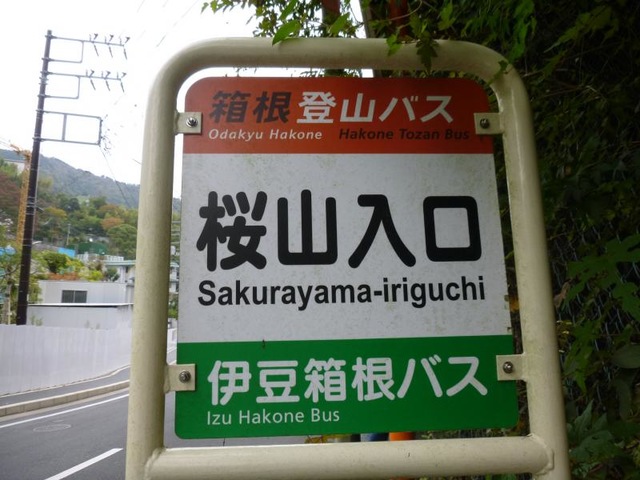 箱根登山バス
Odakyu Hakone Hakone Tozan Bus
桜山入口
Sakurayama-iriguchi
伊豆箱根バス
Izu Hakone Bus